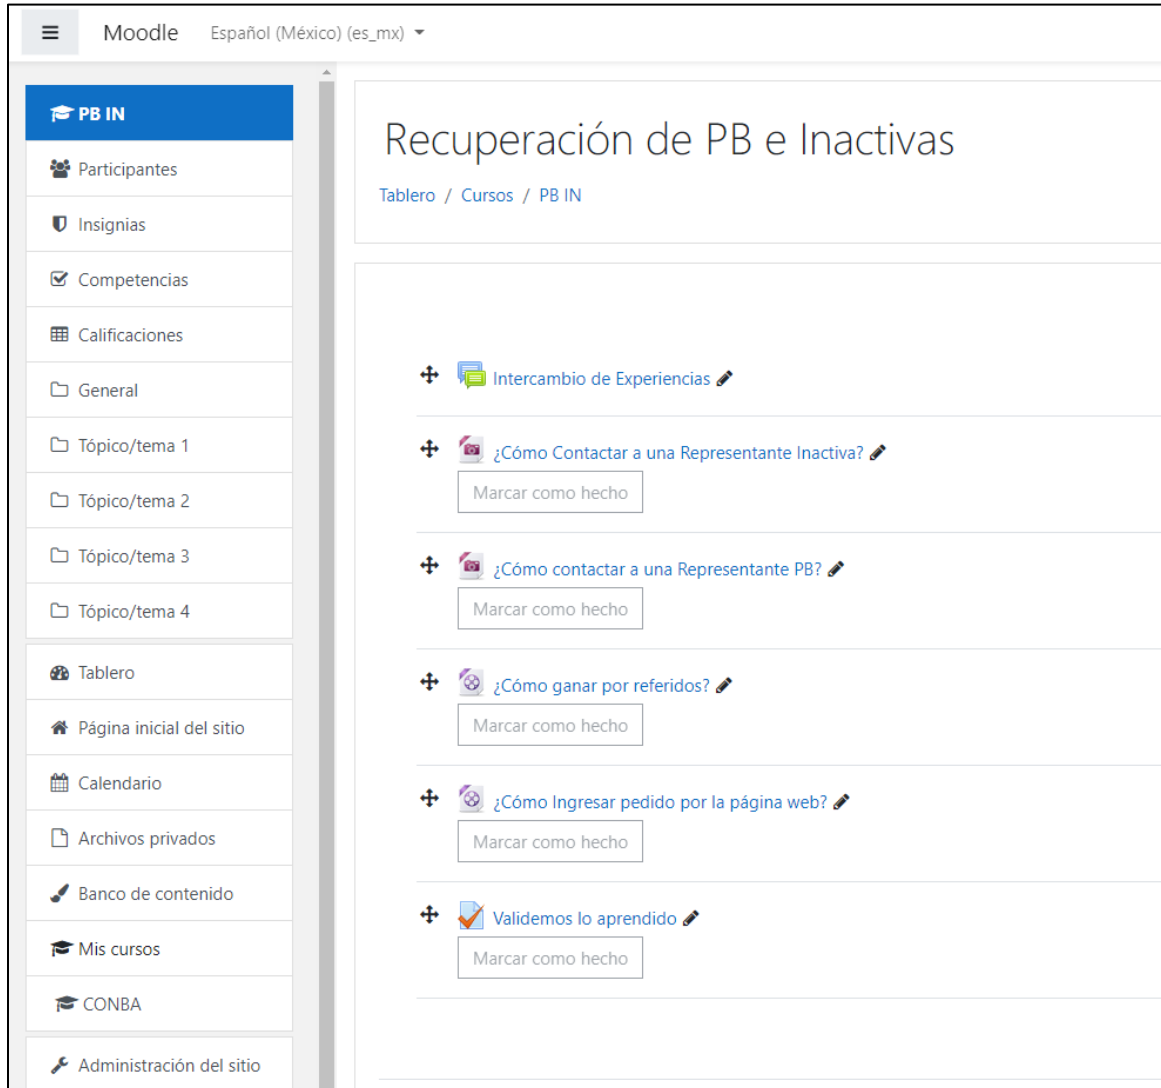 Moodle Español (México) (es_mx)
PB IN
Participantes
Insignias
Competencias
Calificaciones
General
Tópico/tema 1
Tópico/tema 2
Tópico/tema 3
Tópico/tema 4
Tablero
Página inicial del sitio
Calendario
Archivos privados
Banco de contenido
Mis cursos
CONBA
Administración del sitio
Recuperación de PB e Inactivas
Tablero / Cursos / PB IN
Intercambio de Experiencias
¿Cómo Contactar a una Representante Inactiva?
Marcar como hecho
¿Cómo contactar a una Representante PB?
Marcar como hecho
¿Cómo ganar por referidos?
Marcar como hecho
¿Cómo Ingresar pedido por la página web?
Marcar como hecho
Validemos lo aprendido
Marcar como hecho